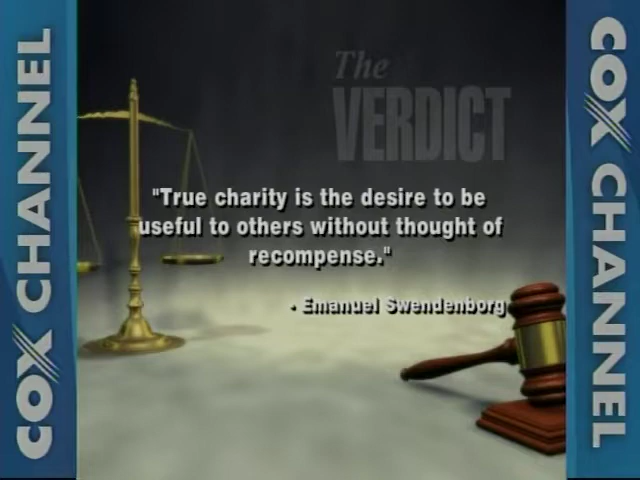 COX CHANNEL
The
VERDICT
"True charity is the desire to be
useful to others without thought of
recompense."
- Emanuel Swendenborg
COX CHANNEL